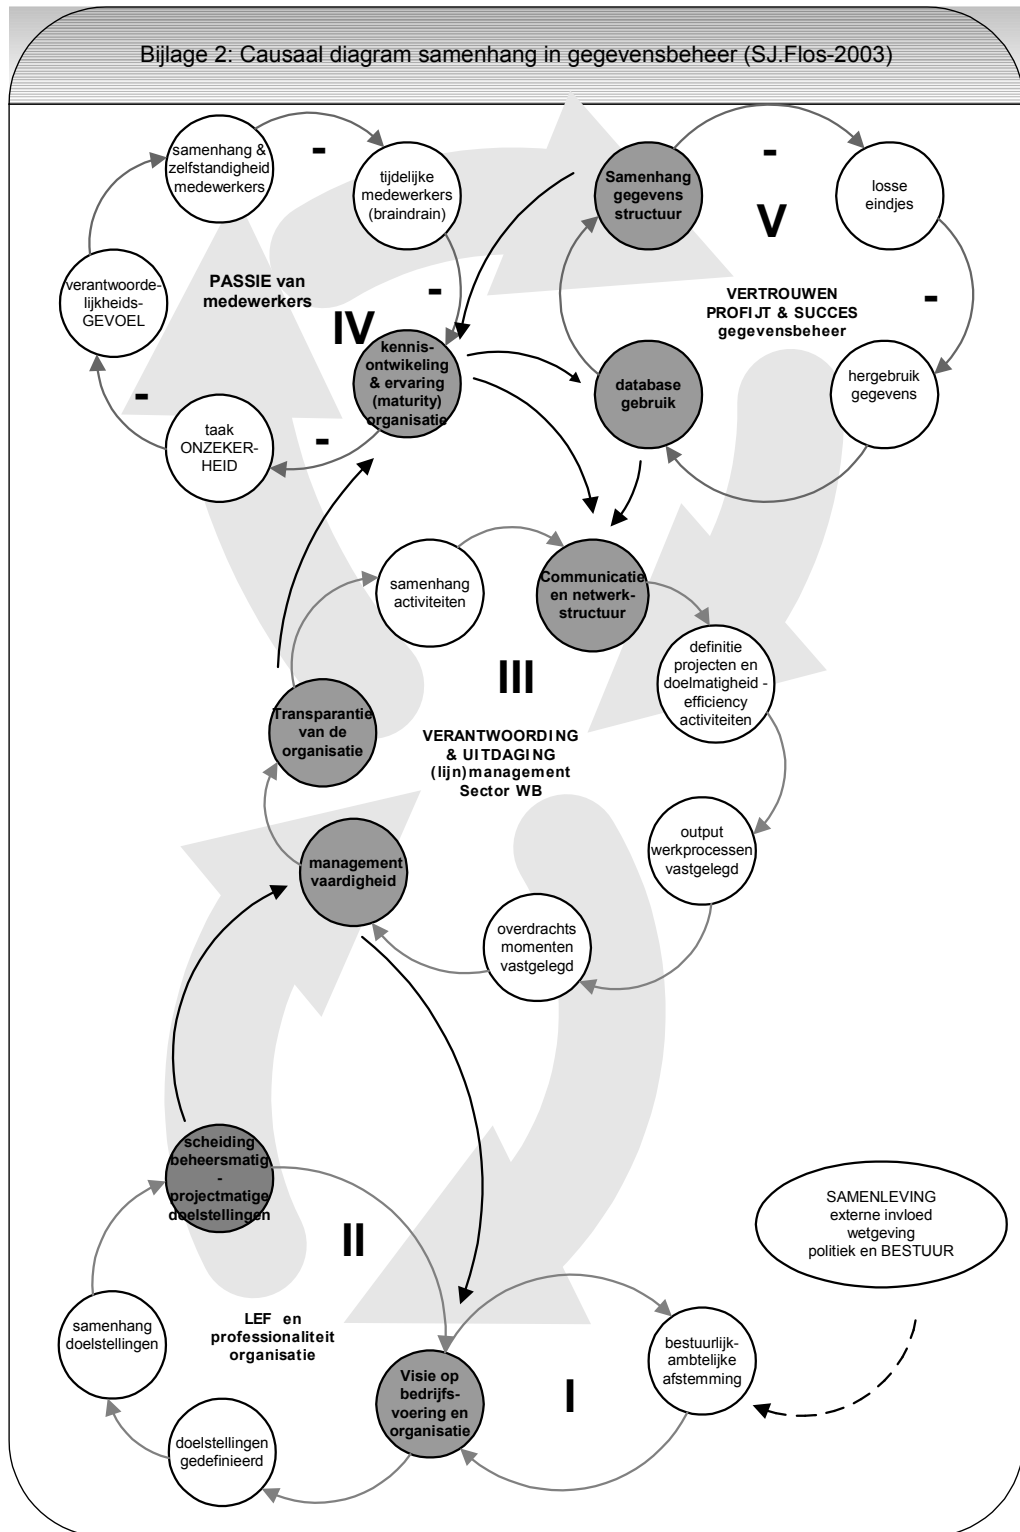 Bijlage 2: Causaal diagram samenhang in gegevensbeheer (SJ.Flos-2003)
samenhang &
zelfstandigheid
medewerkers
-
tijdelijke
medewerkers
(braindrain)
Samenhang
gegevens
structuur
-
losse
eindjes
V
verantwoorde-
lijkheids-
GEVOEL
PASSIE van
medewerkers
-
IV
VERTROUWEN
PROFIJT & SUCCES
gegevensbeheer
-
kennis-
ontwikeling
& ervaring
(maturity)
organisatie
database
gebruik
hergebruik
gegevens
-
taak
ONZEKER-
HEID
-
samenhang
activiteiten
Communicatie
en netwerk-
structuur
definitie
projecten en
doelmatigheid -
efficiency
activiteiten
III
Transparantie
van de
organisatie
VERANTWOORDING
& UITDAGING
(lijn)management
Sector WB
output
werkprocessen
vastgelegd
management
vaardigheid
overdrachts
momenten
vastgelegd
scheiding
beheersmatig
-
projectmatige
doelstellingen
SAMENLEVING
externe invloed
wetgeving
politiek en BESTUUR
II
samenhang
doelstellingen
LEF en
professionaliteit
organisatie
bestuurlijk-
ambtelijke
afstemming
Visie op
bedrijfs-
voering en
organisatie
I
doelstellingen
gedefinieerd